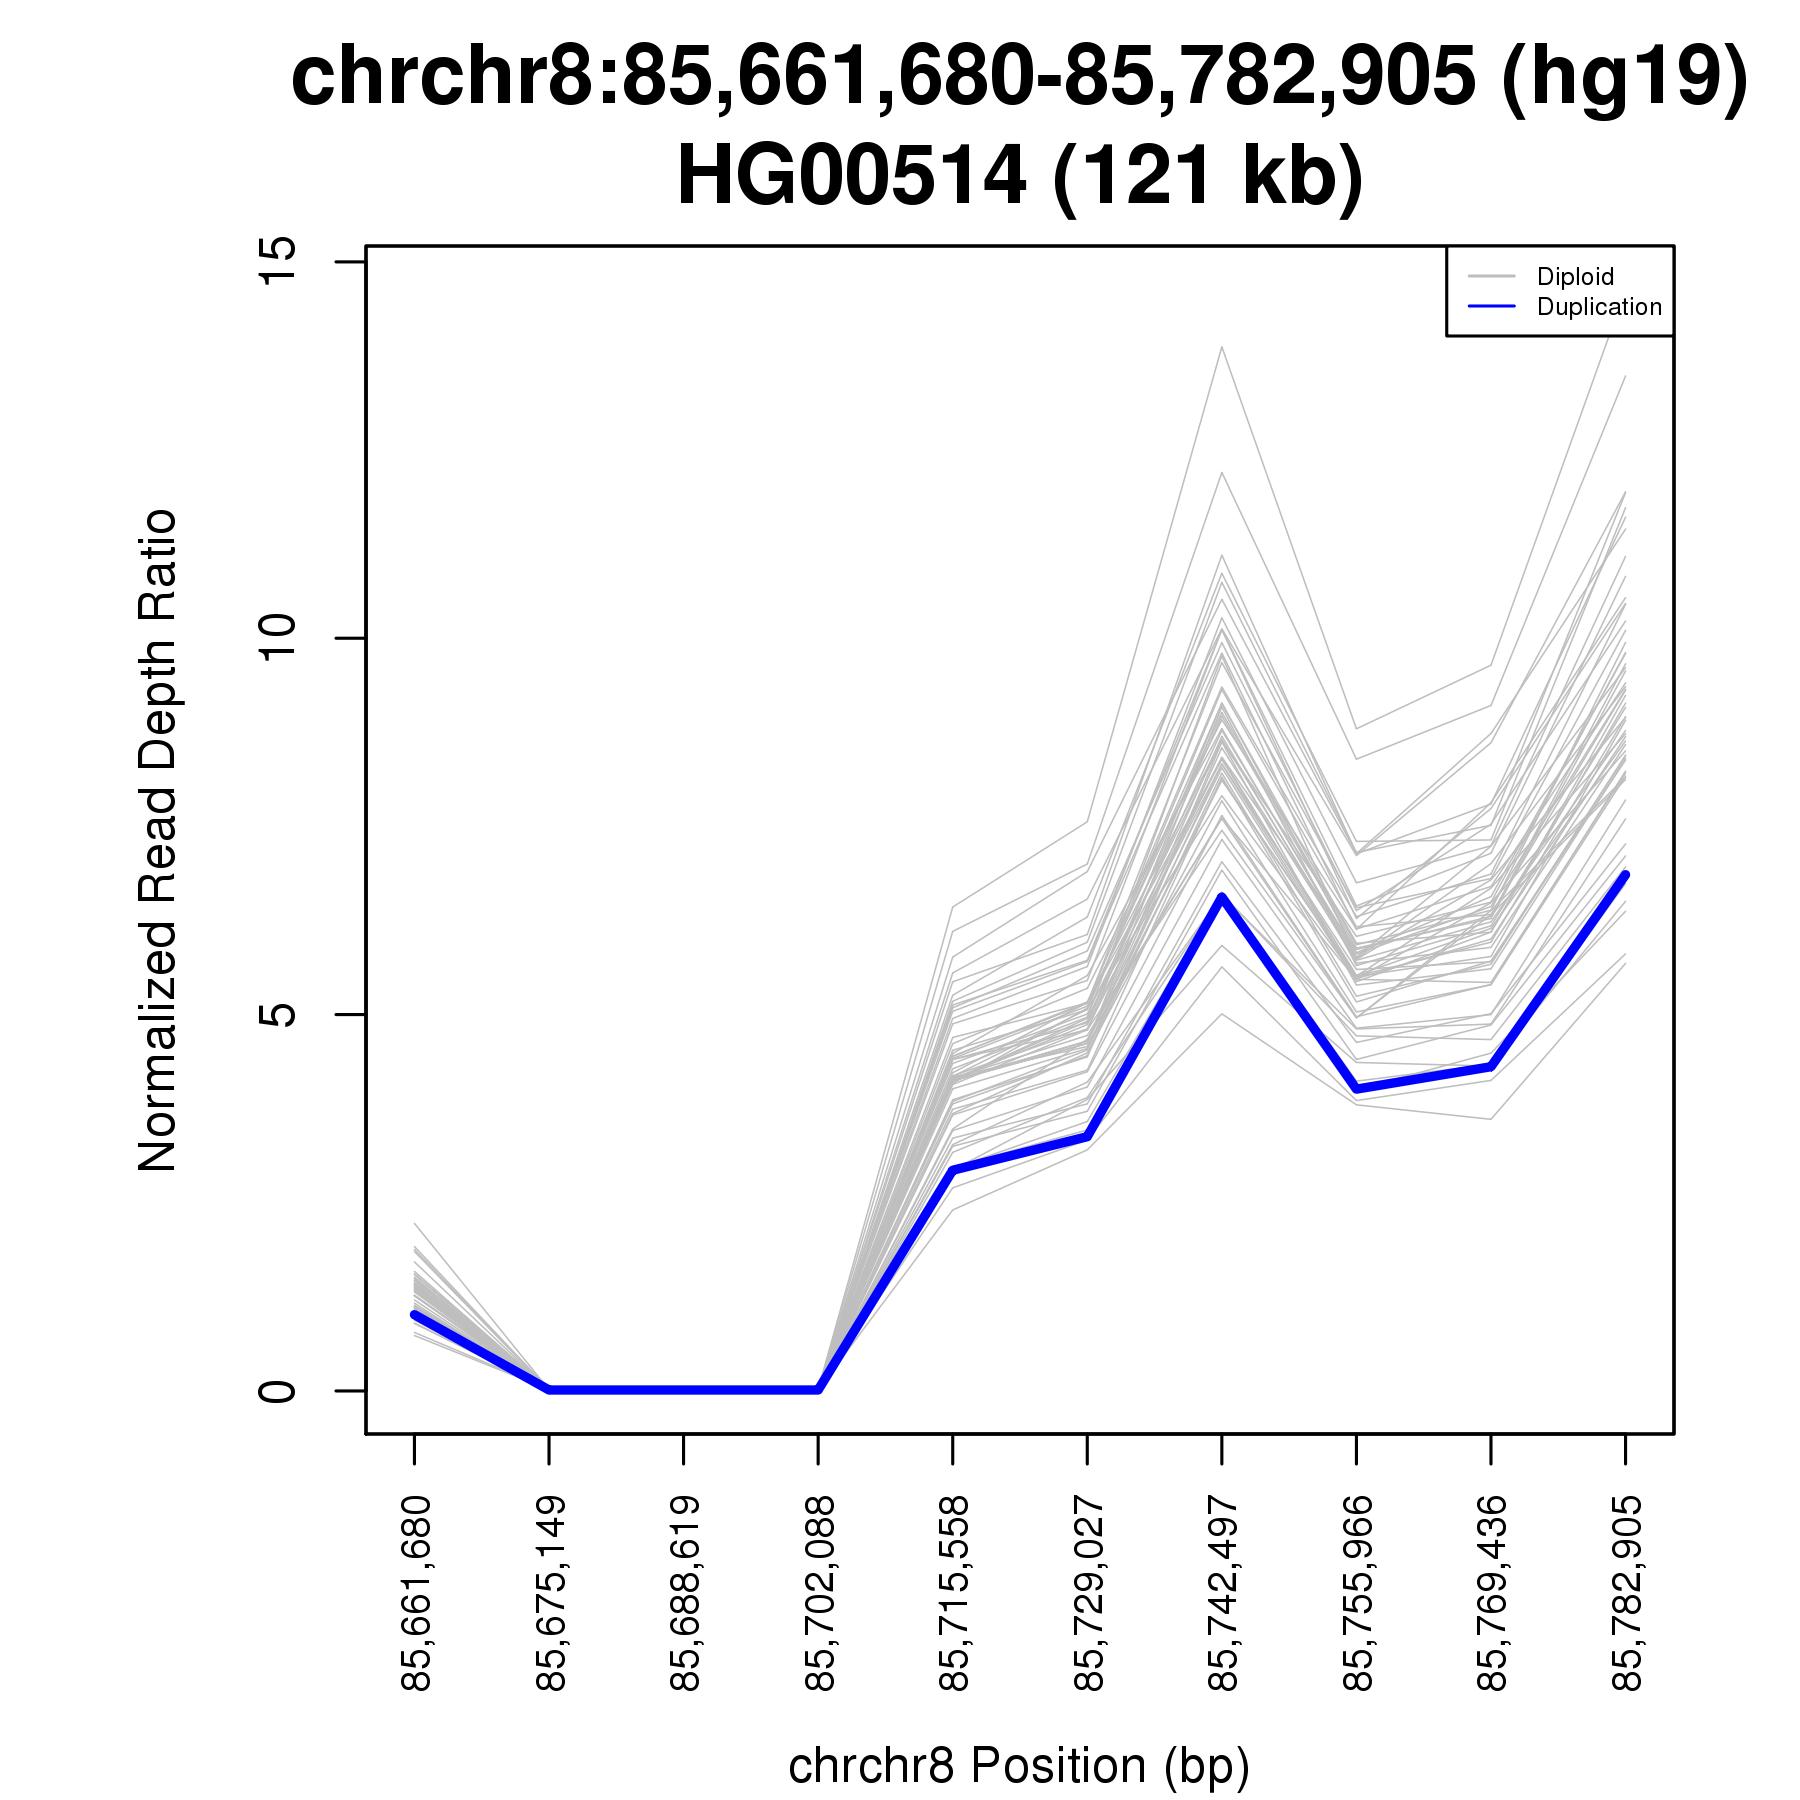 chrchr8:85,661,680-85,782,905 (hg19)
HG00514 (121 kb)
Diploid
Duplication
Normalized Read Depth Ratio
15
10
5
0
85,661,680
85,675,149
85,688,619
85,702,088
85,715,558
85,729,027
85,742,497
85,755,966
85,769,436
85,782,905
chrchr8 Position (bp)